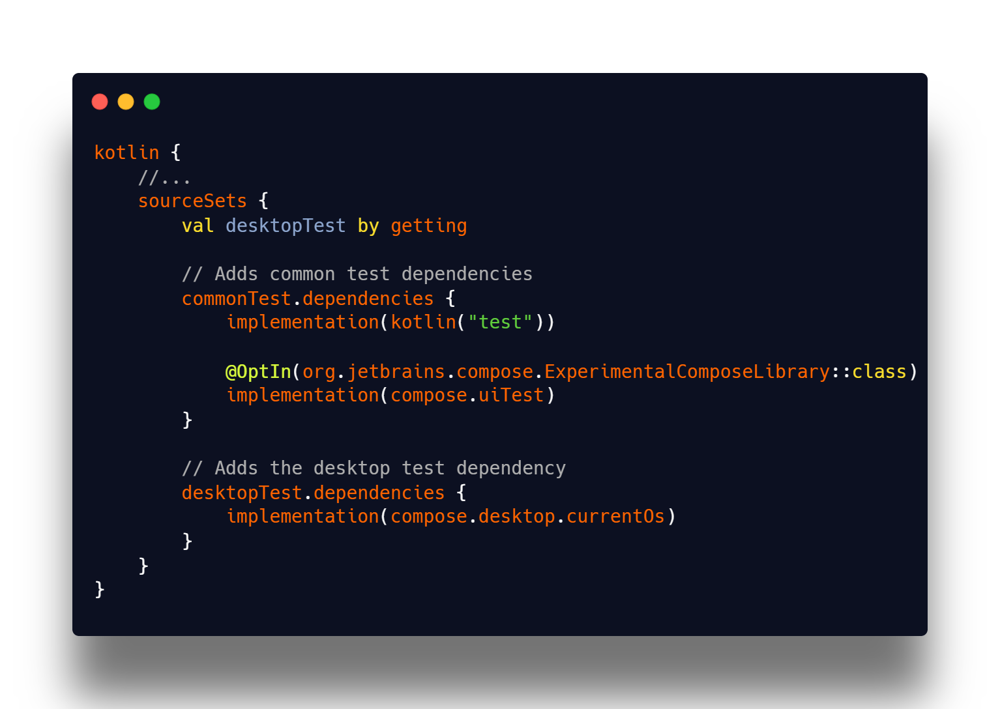 kotlin {
    //...
    sourceSets {
        val desktopTest by getting

        // Adds common test dependencies
        commonTest.dependencies {
            implementation(kotlin("test"))

            @OptIn(org.jetbrains.compose.ExperimentalComposeLibrary::class)
            implementation(compose.uiTest)
        }

        // Adds the desktop test dependency
        desktopTest.dependencies {
            implementation(compose.desktop.currentOs)
        }
    }
}